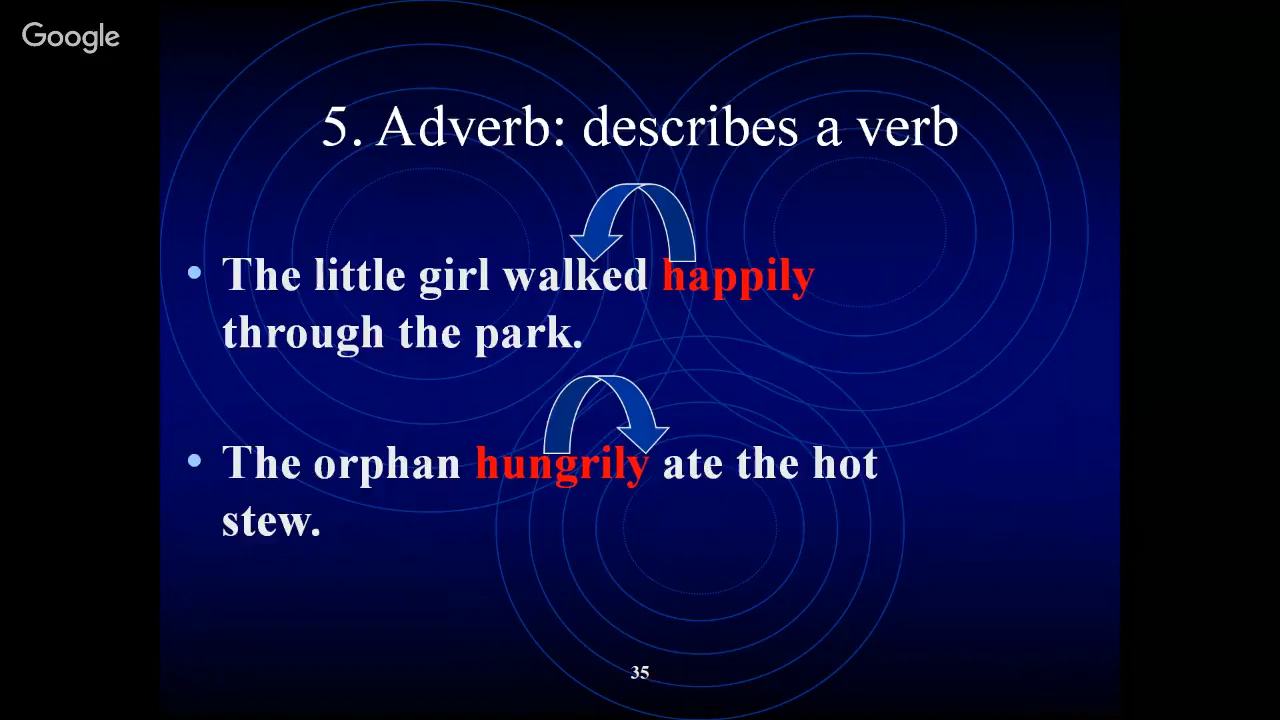 Google
5. Adverb: describes a verb
• The little girl walked happily
through the park.
• The orphan hungrily ate the hot
stew.
35